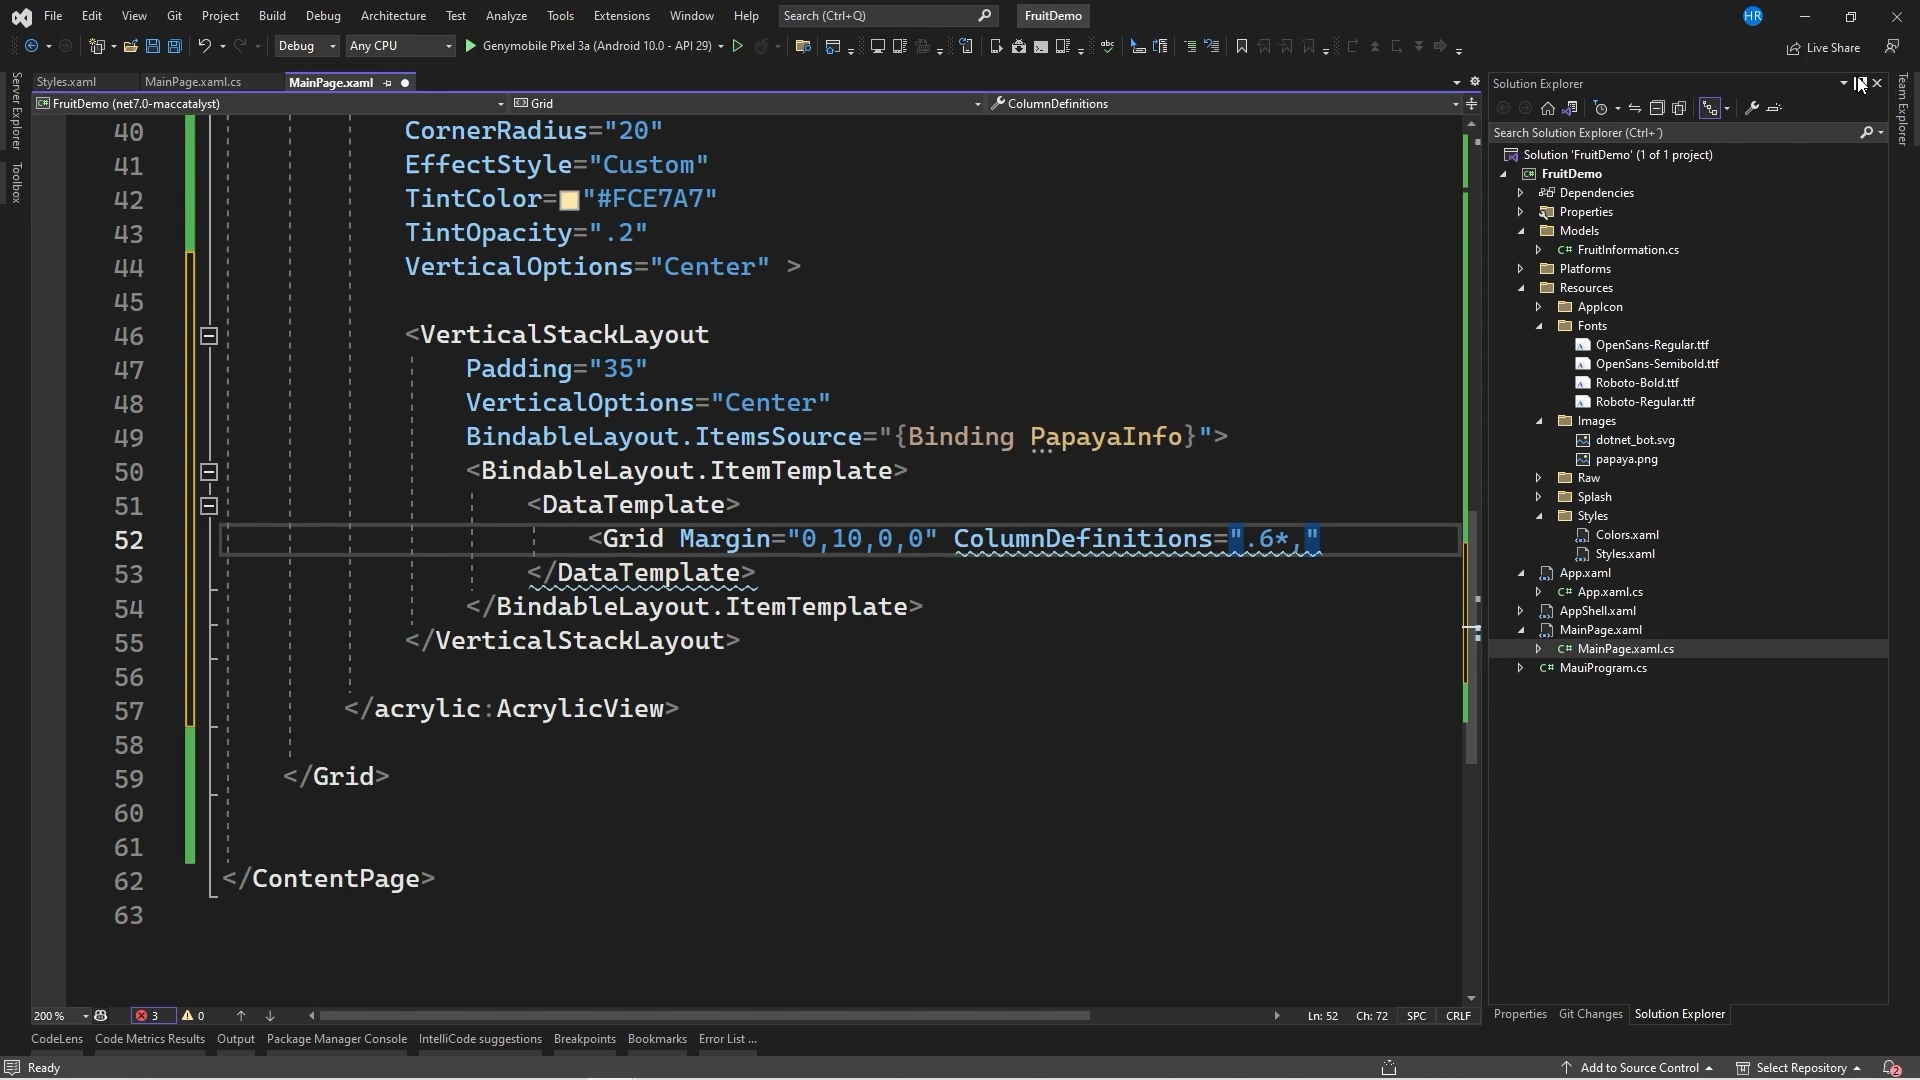 File Edit View Git Project Build Debug Architecture Test Analyze Tools Extensions Window Help Search (Ctrl+Q) FruitDemo HR
Debug Any CPU Genymobile Pixel 3a (Android 10.0 - API 29) Live Share
Styles.xaml MainPage.xaml.cs MainPage.xaml
FruitDemo (net7.0-maccatalyst) Grid ColumnDefinitions
Server Explorer
Toolbox
40 CornerRadius="20"
41 EffectStyle="Custom"
42 TintColor="#FCE7A7"
43 TintOpacity=".2"
44 VerticalOptions="Center" >
45
46 <VerticalStackLayout
47 Padding="35"
48 VerticalOptions="Center"
49 BindableLayout.ItemsSource="{Binding PapayaInfo}">
50 <BindableLayout.ItemTemplate>
51 <DataTemplate>
52 <Grid Margin="0,10,0,0" ColumnDefinitions=".6*,"
53 </DataTemplate>
54 </BindableLayout.ItemTemplate>
55 </VerticalStackLayout>
56
57 </acrylic:AcrylicView>
58
59 </Grid>
60
61
62 </ContentPage>
63
200 % 3 0 Ln: 52 Ch: 72 SPC CRLF
CodeLens Code Metrics Results Output Package Manager Console IntelliCode suggestions Breakpoints Bookmarks Error List ...
Solution Explorer
Search Solution Explorer (Ctrl+´)
Solution 'FruitDemo' (1 of 1 project)
FruitDemo
Dependencies
Properties
Models
C# FruitInformation.cs
Platforms
Resources
AppIcon
Fonts
OpenSans-Regular.ttf
OpenSans-Semibold.ttf
Roboto-Bold.ttf
Roboto-Regular.ttf
Images
dotnet_bot.svg
papaya.png
Raw
Splash
Styles
Colors.xaml
Styles.xaml
App.xaml
C# App.xaml.cs
AppShell.xaml
MainPage.xaml
C# MainPage.xaml.cs
C# MauiProgram.cs
Properties Git Changes Solution Explorer
Team Explorer
Ready Add to Source Control Select Repository 2